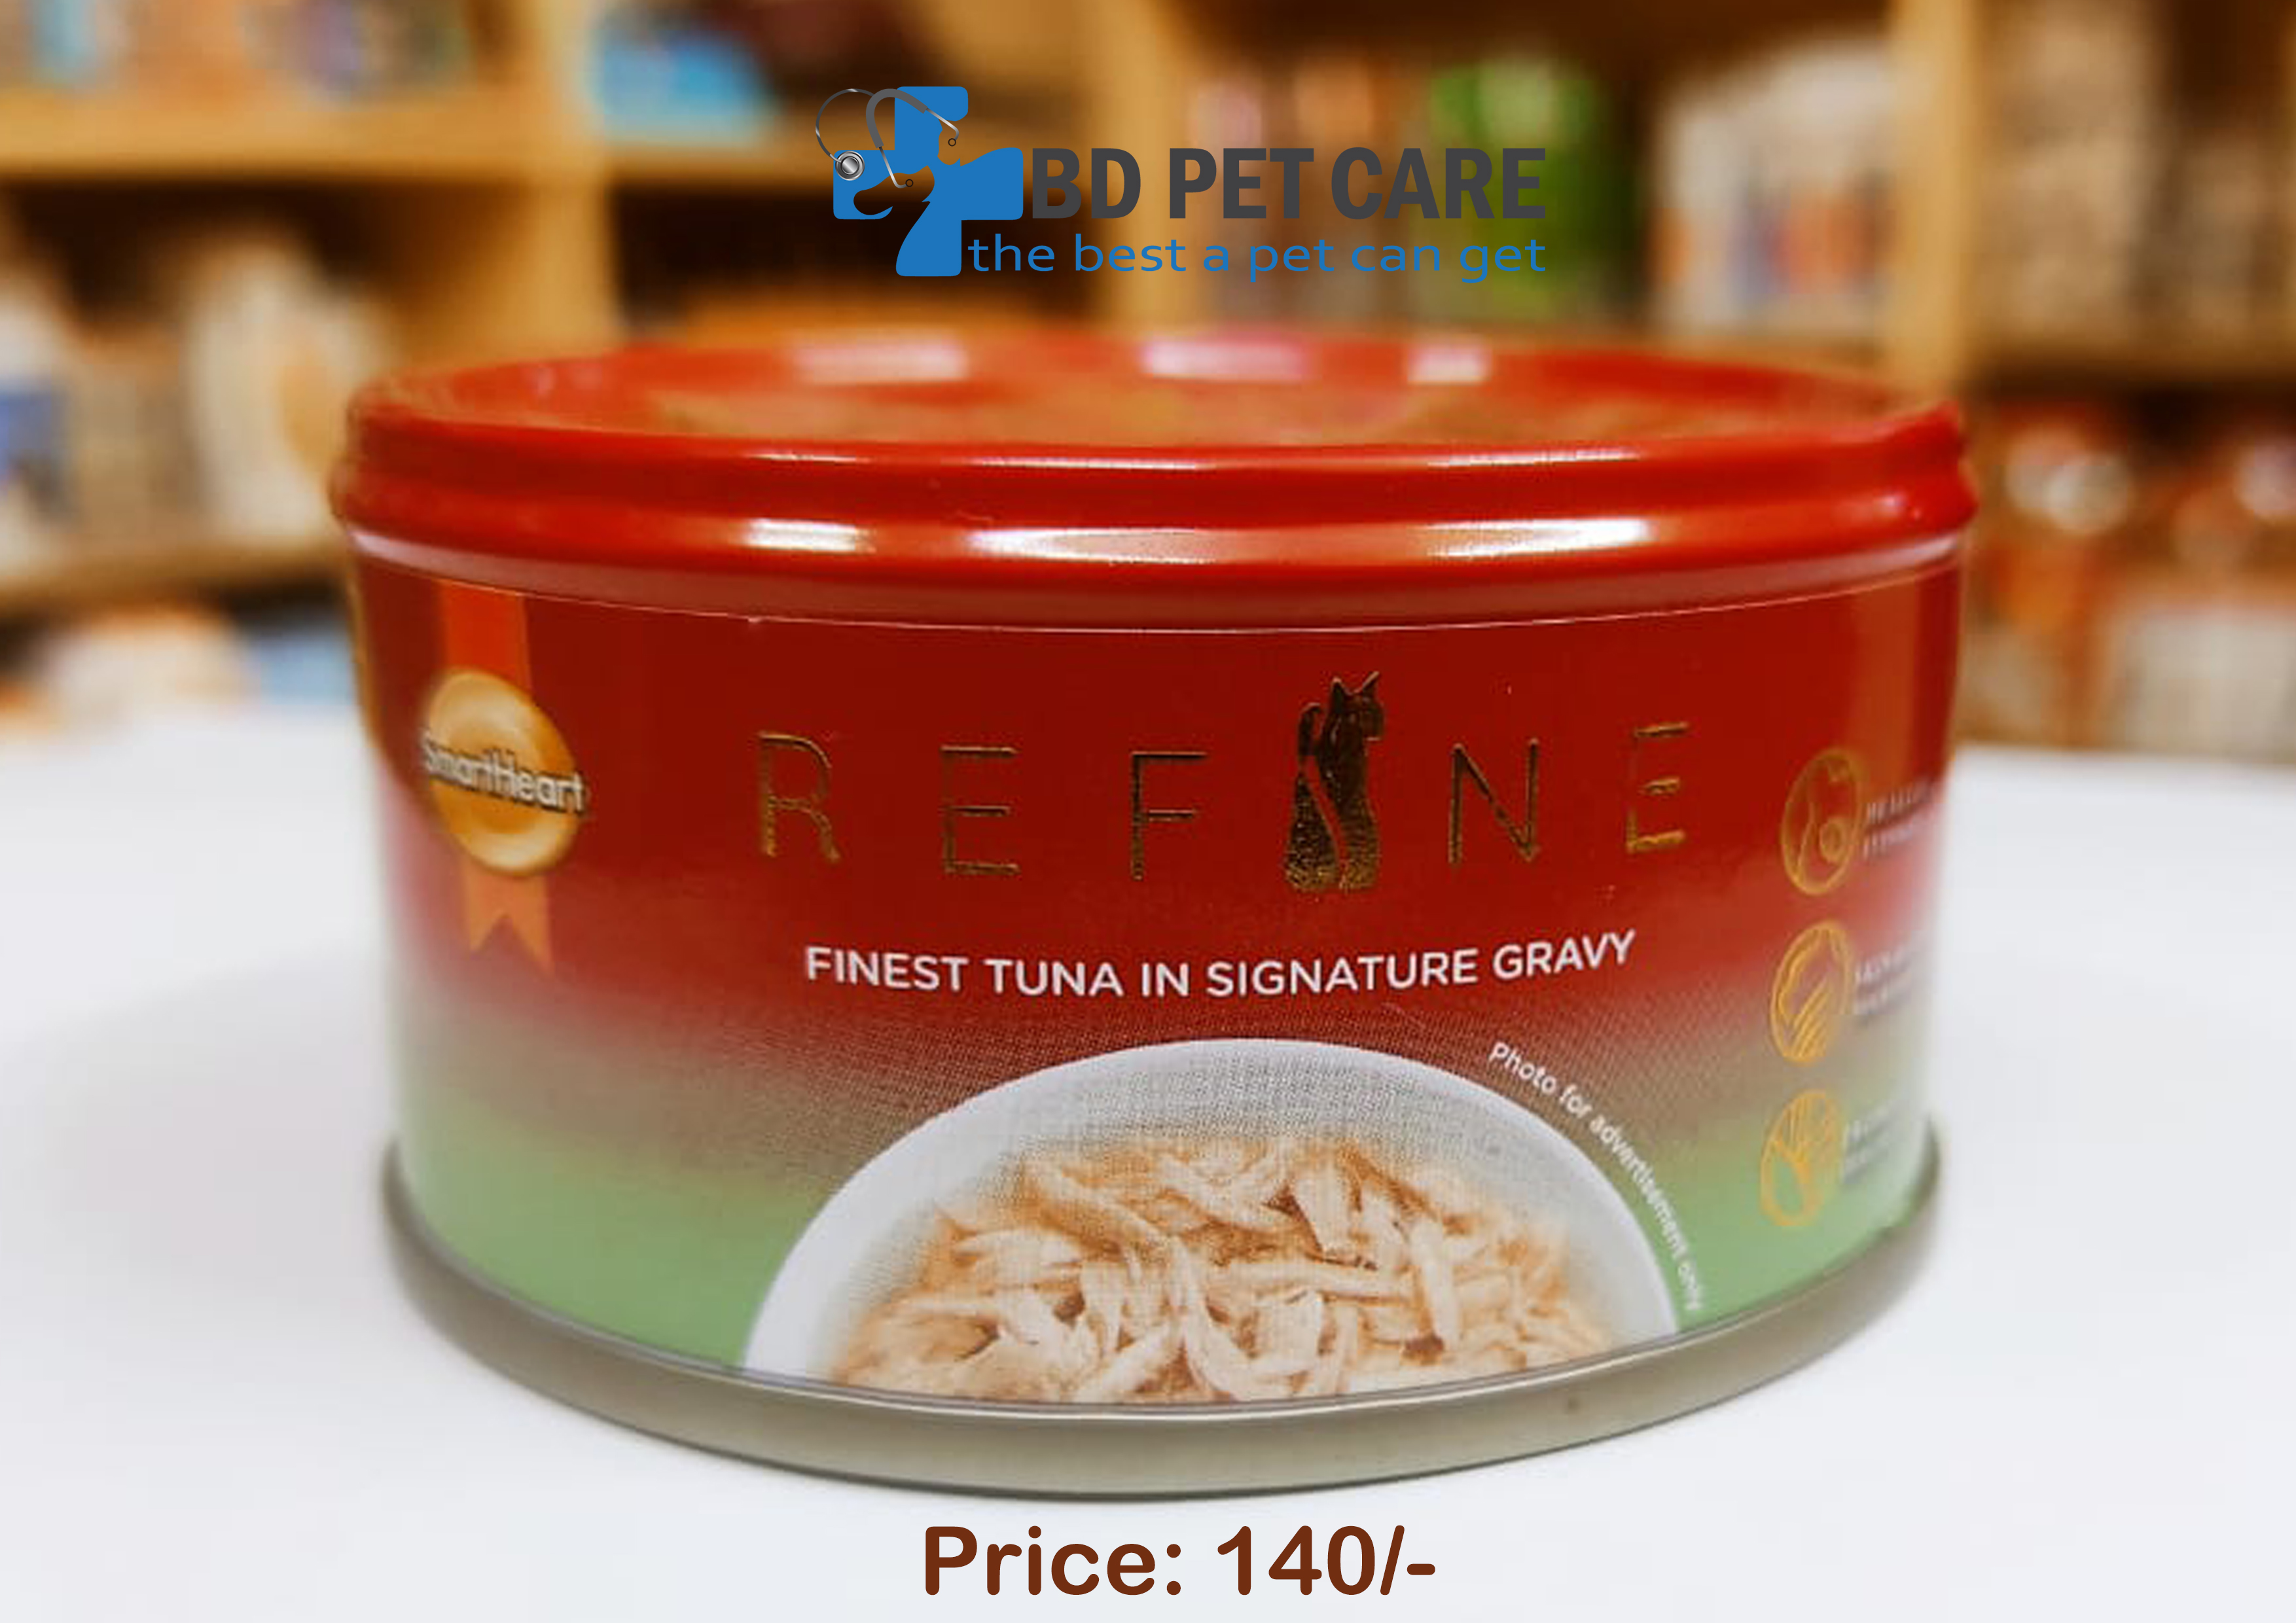 BD PET CARE
the best a pet can get
SmartHeart
REFINE
FINEST TUNA IN SIGNATURE GRAVY
Photo for advertisement only
Price: 140/-